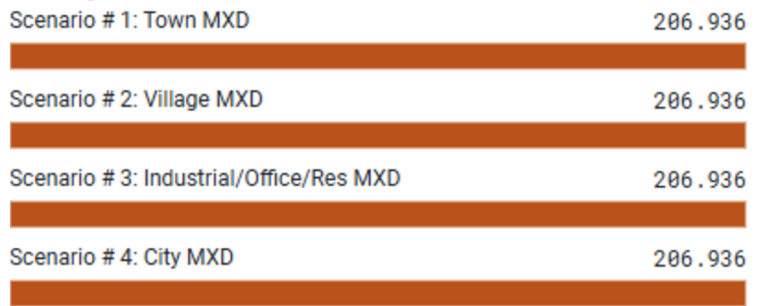 Scenario # 1: Town MXD 206.936
Scenario # 2: Village MXD 206.936
Scenario # 3: Industrial/Office/Res MXD 206.936
Scenario # 4: City MXD 206.936